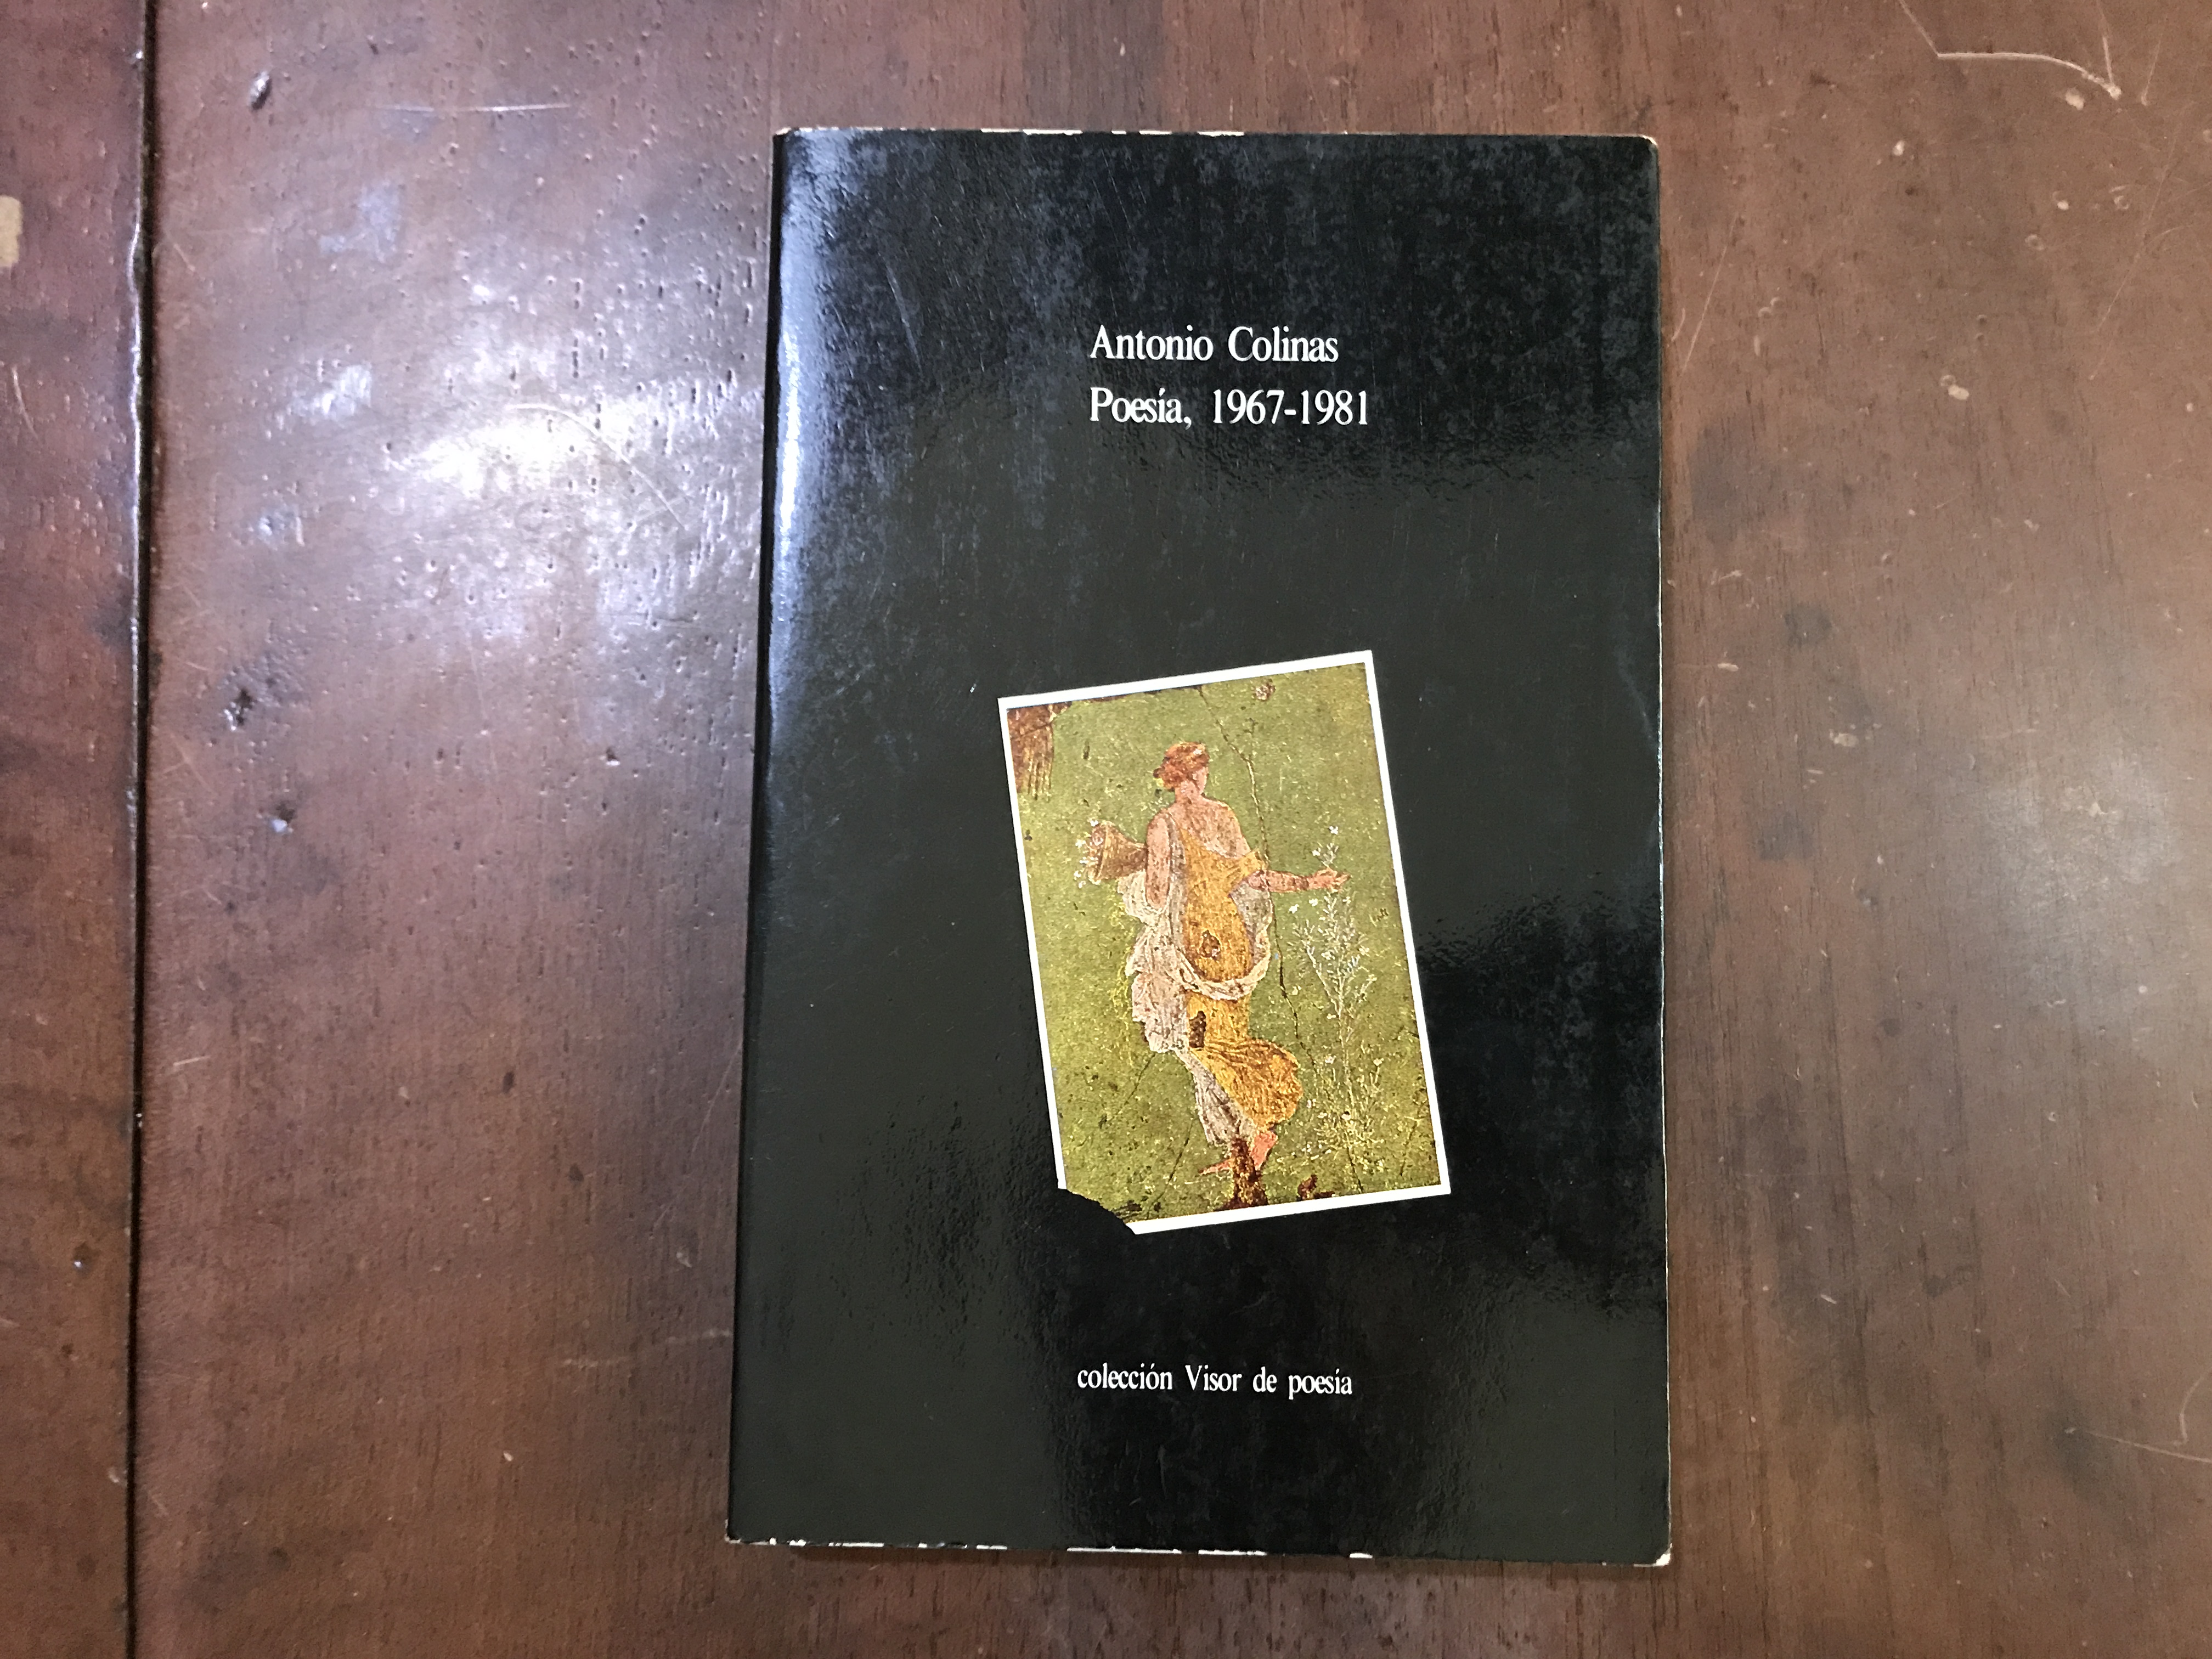 Antonio Colinas
Poesía, 1967-1981
colección Visor de poesía